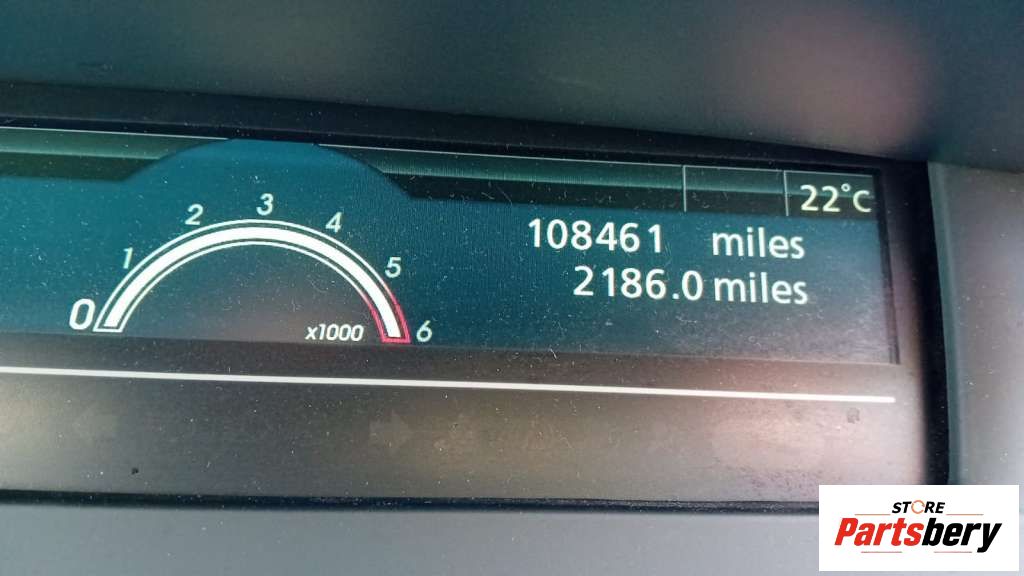 22°C
108461 miles
2186.0 miles
0 1 2 3 4 5 6
x1000
STORE
Partsbery